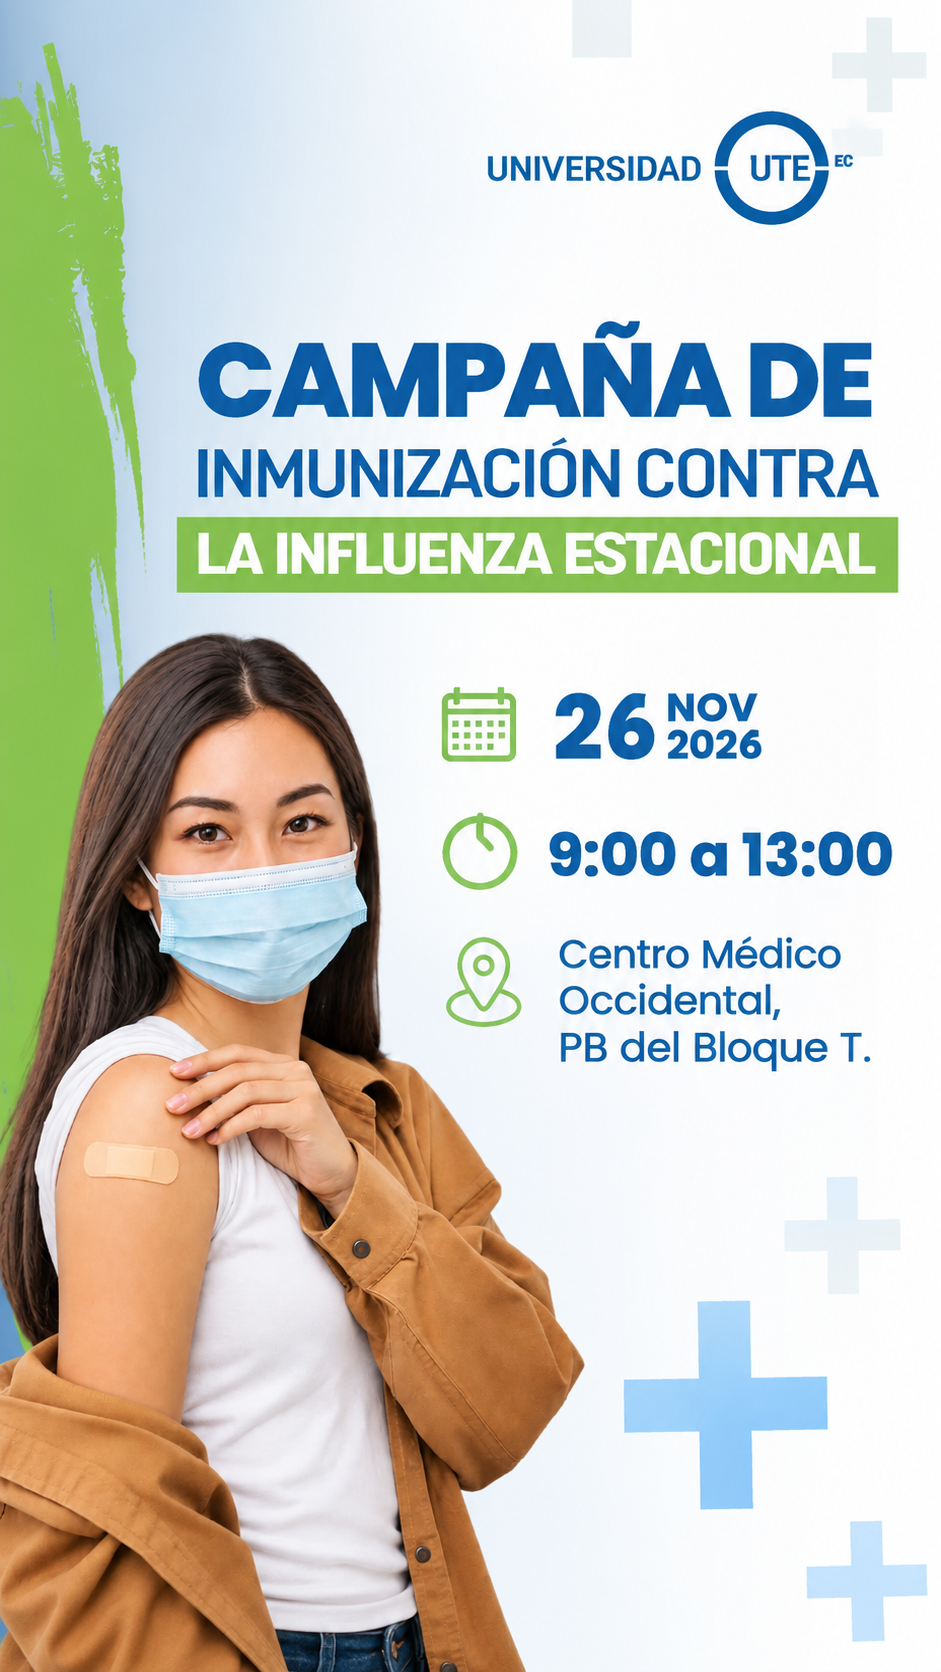 UNIVERSIDAD UTE EC
CAMPAÑA DE
INMUNIZACIÓN CONTRA
LA INFLUENZA ESTACIONAL
26 NOV
2026
9:00 a 13:00
Centro Médico
Occidental,
PB del Bloque T.